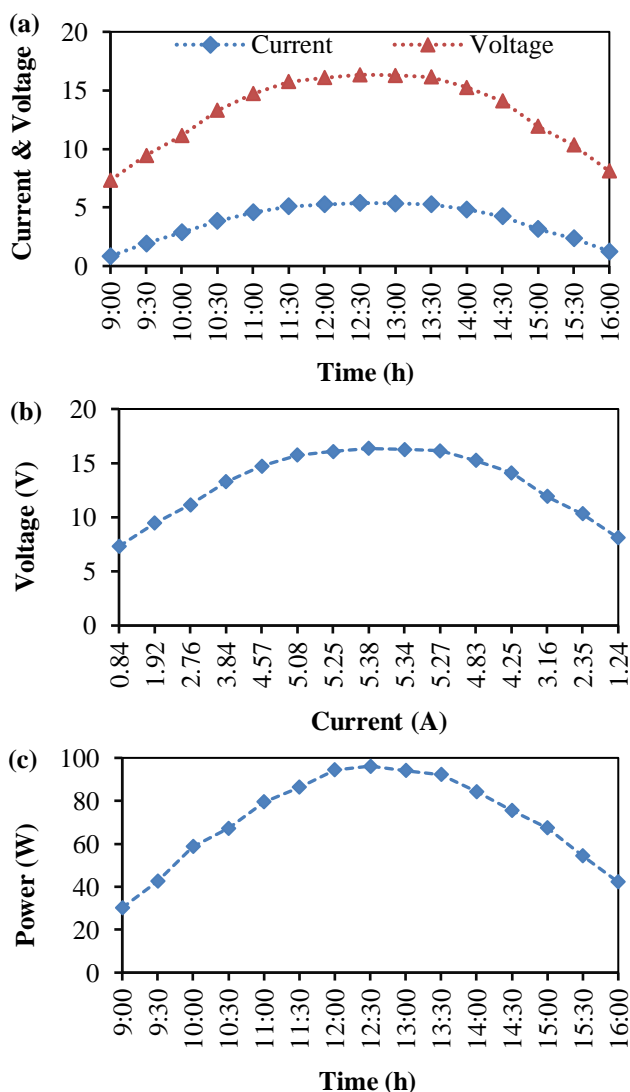 (a)
Current & Voltage
20
15
10
5
0
Current Voltage
9:00 9:30 10:00 10:30 11:00 11:30 12:00 12:30 13:00 13:30 14:00 14:30 15:00 15:30 16:00
Time (h)
(b)
Voltage (V)
20
15
10
5
0
0.84 1.92 2.76 3.84 4.57 5.08 5.25 5.38 5.34 5.27 4.83 4.25 3.16 2.35 1.24
Current (A)
(c)
Power (W)
100
80
60
40
20
0
9:00 9:30 10:00 10:30 11:00 11:30 12:00 12:30 13:00 13:30 14:00 14:30 15:00 15:30 16:00
Time (h)